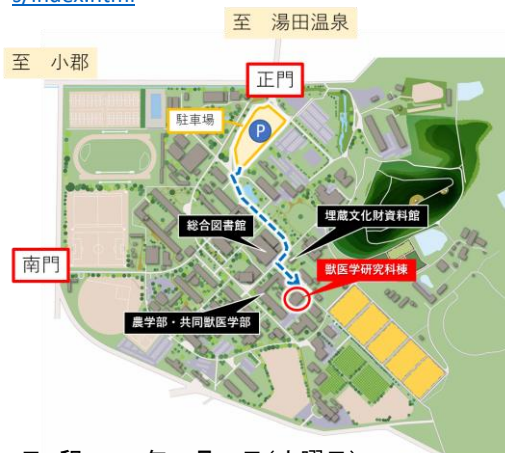 s/index.html
至 湯田温泉
至 小郡
正門
駐車場
P
総合図書館
埋蔵文化財資料館
南門
獣医学研究科棟
農学部・共同獣医学部